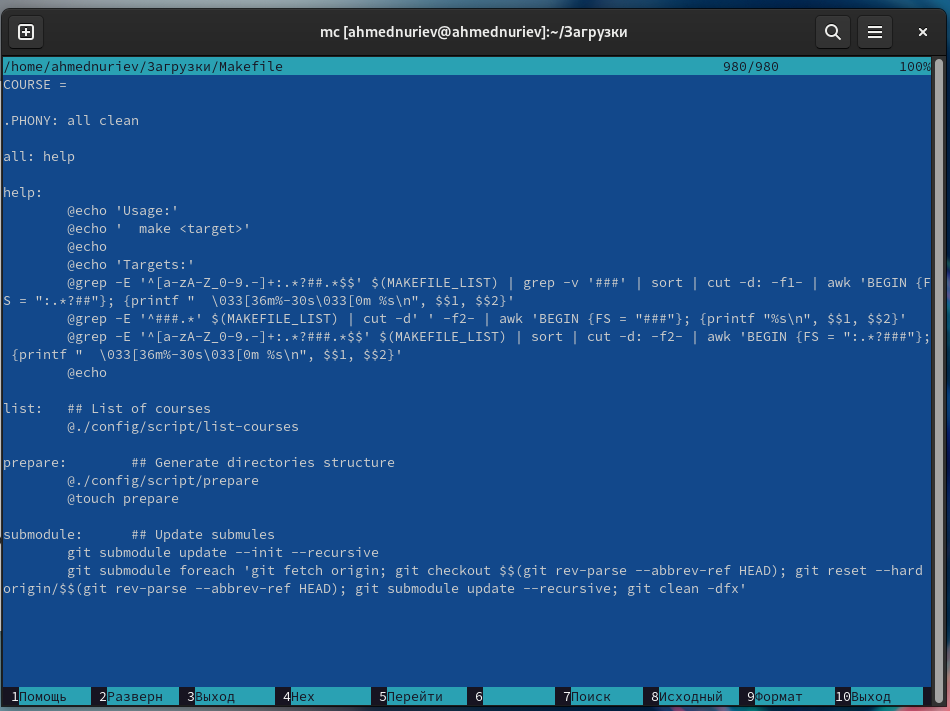 mc [ahmednuriev@ahmednuriev]:~/Загрузки
/home/ahmednuriev/Загрузки/Makefile 980/980 100%
COURSE =
.PHONY: all clean
all: help
help:
@echo 'Usage:'
@echo '  make <target>'
@echo
@echo 'Targets:'
@grep -E '^[a-zA-Z_0-9.-]+:.*?##.*$$' $(MAKEFILE_LIST) | grep -v '###' | sort | cut -d: -f1- | awk 'BEGIN {F
S = ":.*?##"}; {printf "  \033[36m%-30s\033[0m %s\n", $$1, $$2}'
@grep -E '^###.*' $(MAKEFILE_LIST) | cut -d' ' -f2- | awk 'BEGIN {FS = "###"}; {printf "%s\n", $$1, $$2}'
@grep -E '^[a-zA-Z_0-9.-]+:.*?###.*$$' $(MAKEFILE_LIST) | sort | cut -d: -f2- | awk 'BEGIN {FS = ":.*?###"};
{printf "  \033[36m%-30s\033[0m %s\n", $$1, $$2}'
@echo
list:   ## List of courses
@./config/script/list-courses
prepare:        ## Generate directories structure
@./config/script/prepare
@touch prepare
submodule:      ## Update submules
git submodule update --init --recursive
git submodule foreach 'git fetch origin; git checkout $$(git rev-parse --abbrev-ref HEAD); git reset --hard
origin/$$(git rev-parse --abbrev-ref HEAD); git submodule update --recursive; git clean -dfx'
1Помощь 2Разверн 3Выход 4Hex 5Перейти 6 7Поиск 8Исходный 9Формат 10Выход